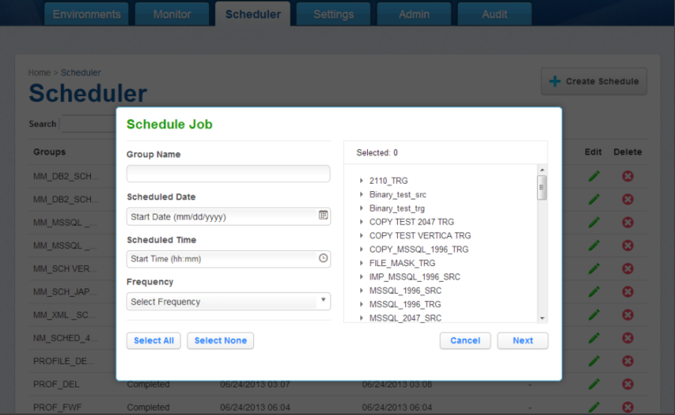 Environments Monitor Scheduler Settings Admin Audit
Home > Scheduler
Scheduler
Create Schedule
Search
Groups Edit Delete
MM_DB2_SCH...
MM_DB2_SCH...
MM_MSSQL _...
MM_MSSQL _...
MM_SCH VER...
MM_SCH_JAP...
MM_XML _SC...
NM_SCHED_4...
PROFILE_DE...
PROF_DEL Completed 06/24/2013 03:07 06/24/2013 03:08 -
PROF_FWF Completed 06/24/2013 06:04 06/24/2013 06:04 -
Schedule Job
Group Name
Scheduled Date
Start Date (mm/dd/yyyy)
Scheduled Time
Start Time (hh:mm)
Frequency
Select Frequency
Selected: 0
2110_TRG
Binary_test_src
Binary_test_trg
COPY TEST 2047 TRG
COPY TEST VERTICA TRG
COPY_MSSQL_1996_TRG
FILE_MASK_TRG
IMP_MSSQL_1996_SRC
MSSQL_1996_SRC
MSSQL_1996_TRG
MSSQL_2047_SRC
Select All Select None Cancel Next